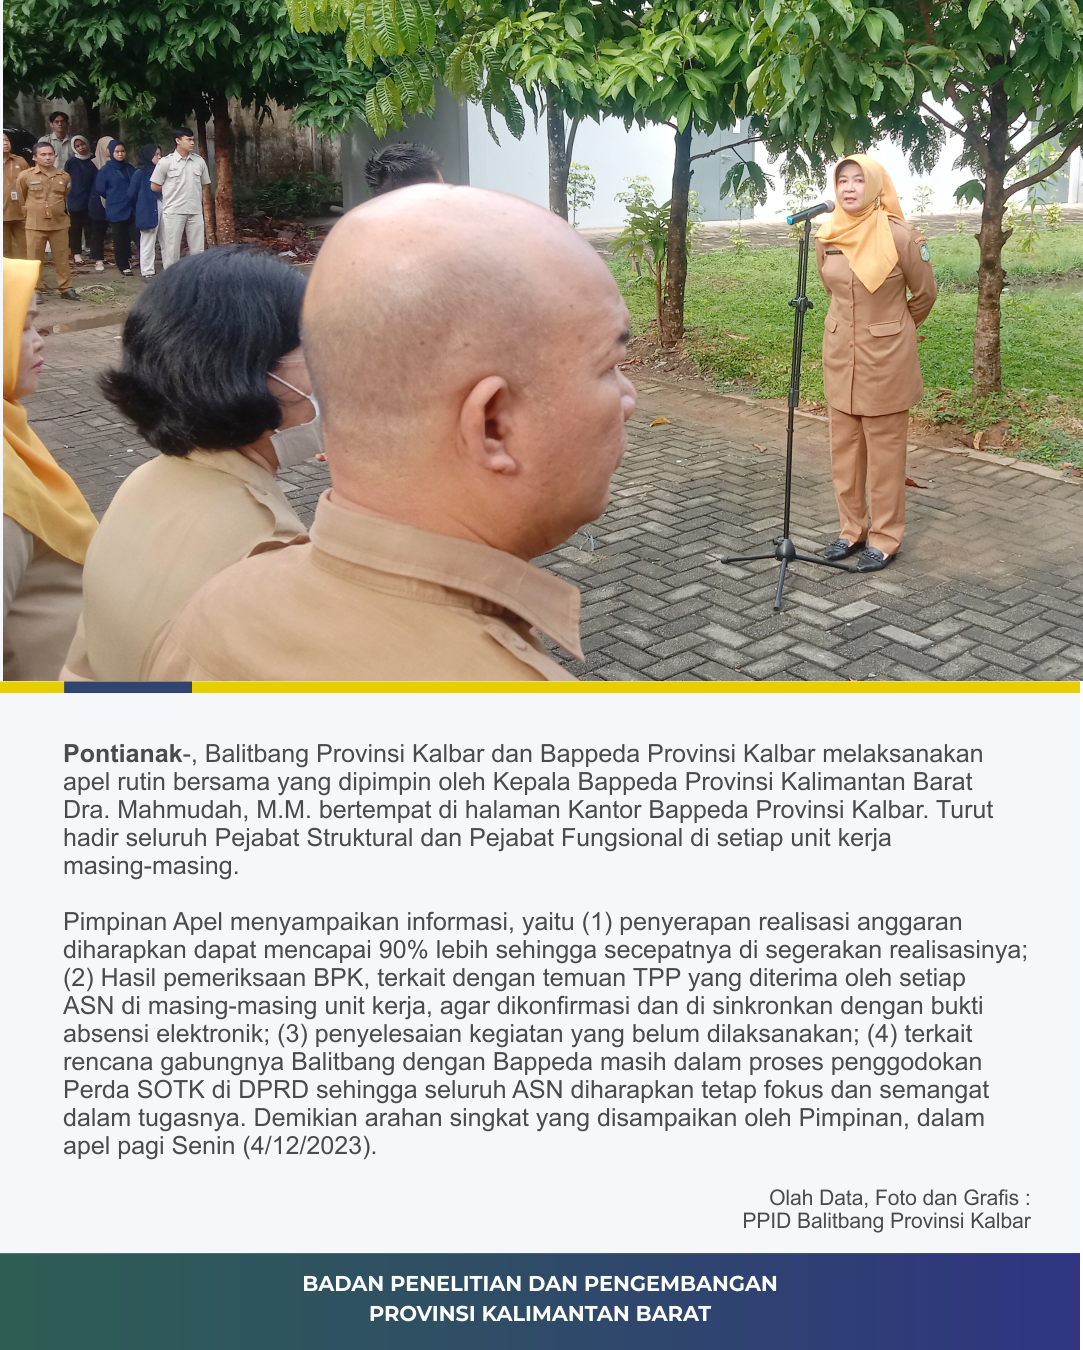 Pontianak-, Balitbang Provinsi Kalbar dan Bappeda Provinsi Kalbar melaksanakan
apel rutin bersama yang dipimpin oleh Kepala Bappeda Provinsi Kalimantan Barat
Dra. Mahmudah, M.M. bertempat di halaman Kantor Bappeda Provinsi Kalbar. Turut
hadir seluruh Pejabat Struktural dan Pejabat Fungsional di setiap unit kerja
masing-masing.
Pimpinan Apel menyampaikan informasi, yaitu (1) penyerapan realisasi anggaran
diharapkan dapat mencapai 90% lebih sehingga secepatnya di segerakan realisasinya;
(2) Hasil pemeriksaan BPK, terkait dengan temuan TPP yang diterima oleh setiap
ASN di masing-masing unit kerja, agar dikonfirmasi dan di sinkronkan dengan bukti
absensi elektronik; (3) penyelesaian kegiatan yang belum dilaksanakan; (4) terkait
rencana gabungnya Balitbang dengan Bappeda masih dalam proses penggodokan
Perda SOTK di DPRD sehingga seluruh ASN diharapkan tetap fokus dan semangat
dalam tugasnya. Demikian arahan singkat yang disampaikan oleh Pimpinan, dalam
apel pagi Senin (4/12/2023).
Olah Data, Foto dan Grafis :
PPID Balitbang Provinsi Kalbar
BADAN PENELITIAN DAN PENGEMBANGAN
PROVINSI KALIMANTAN BARAT